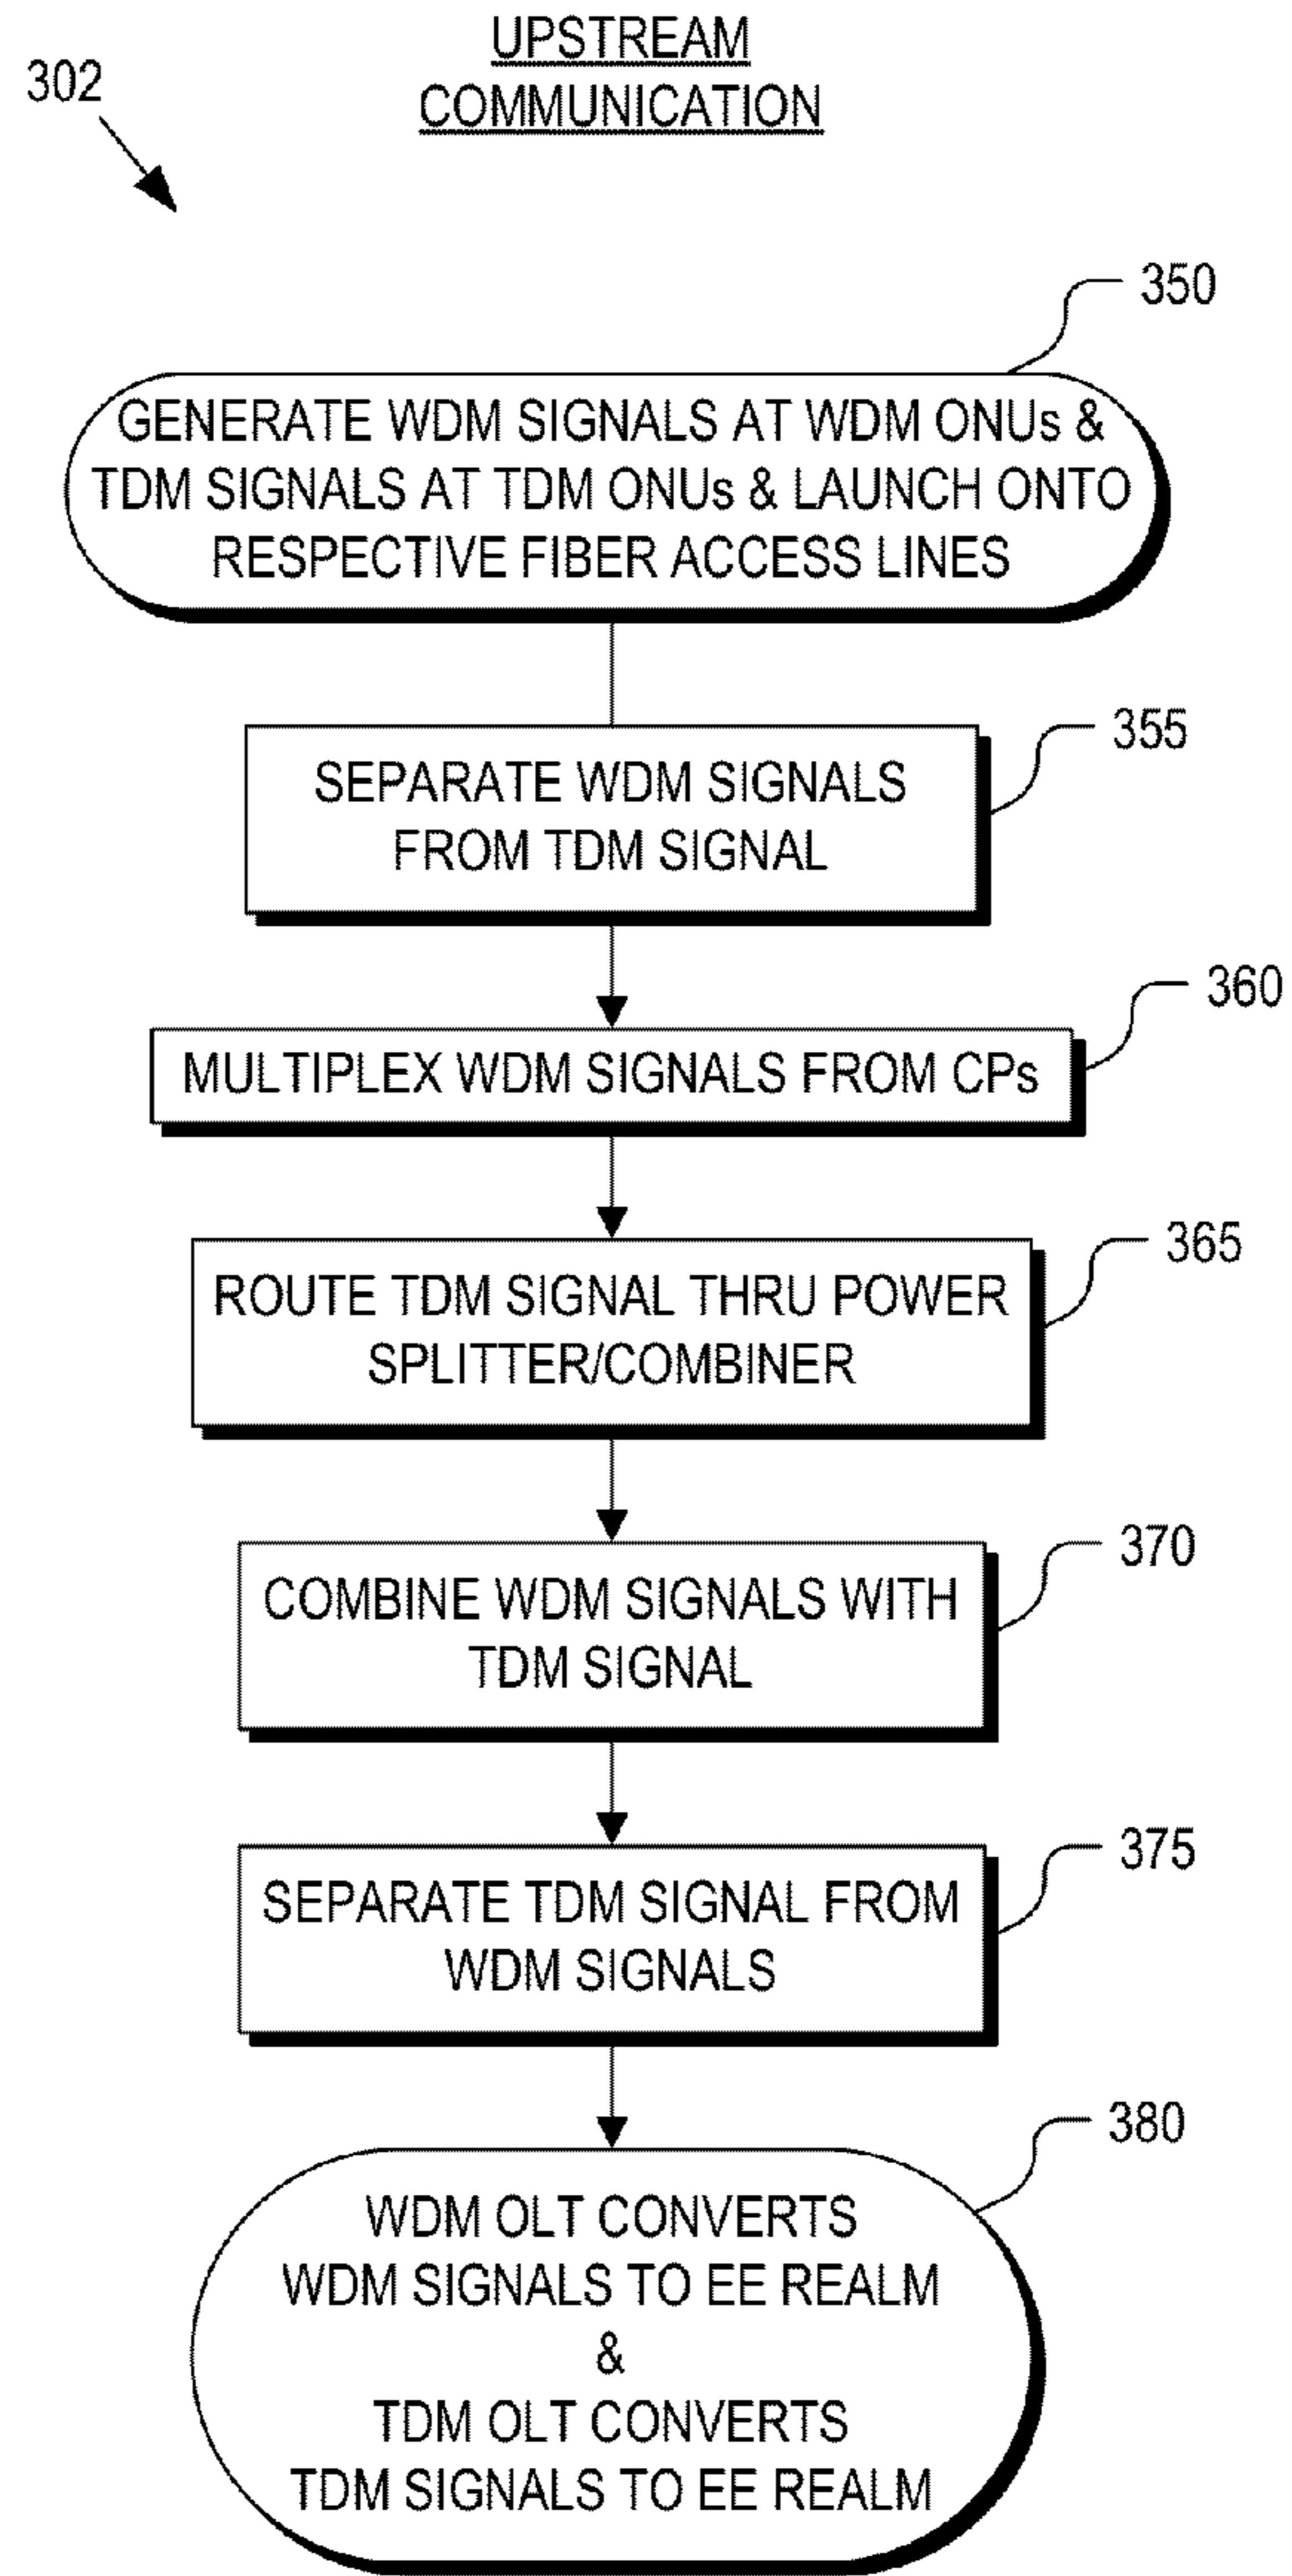 UPSTREAM
COMMUNICATION
302
350
GENERATE WDM SIGNALS AT WDM ONUs &
TDM SIGNALS AT TDM ONUs & LAUNCH ONTO
RESPECTIVE FIBER ACCESS LINES
355
SEPARATE WDM SIGNALS
FROM TDM SIGNAL
360
MULTIPLEX WDM SIGNALS FROM CPs
365
ROUTE TDM SIGNAL THRU POWER
SPLITTER/COMBINER
370
COMBINE WDM SIGNALS WITH
TDM SIGNAL
375
SEPARATE TDM SIGNAL FROM
WDM SIGNALS
380
WDM OLT CONVERTS
WDM SIGNALS TO EE REALM
&
TDM OLT CONVERTS
TDM SIGNALS TO EE REALM